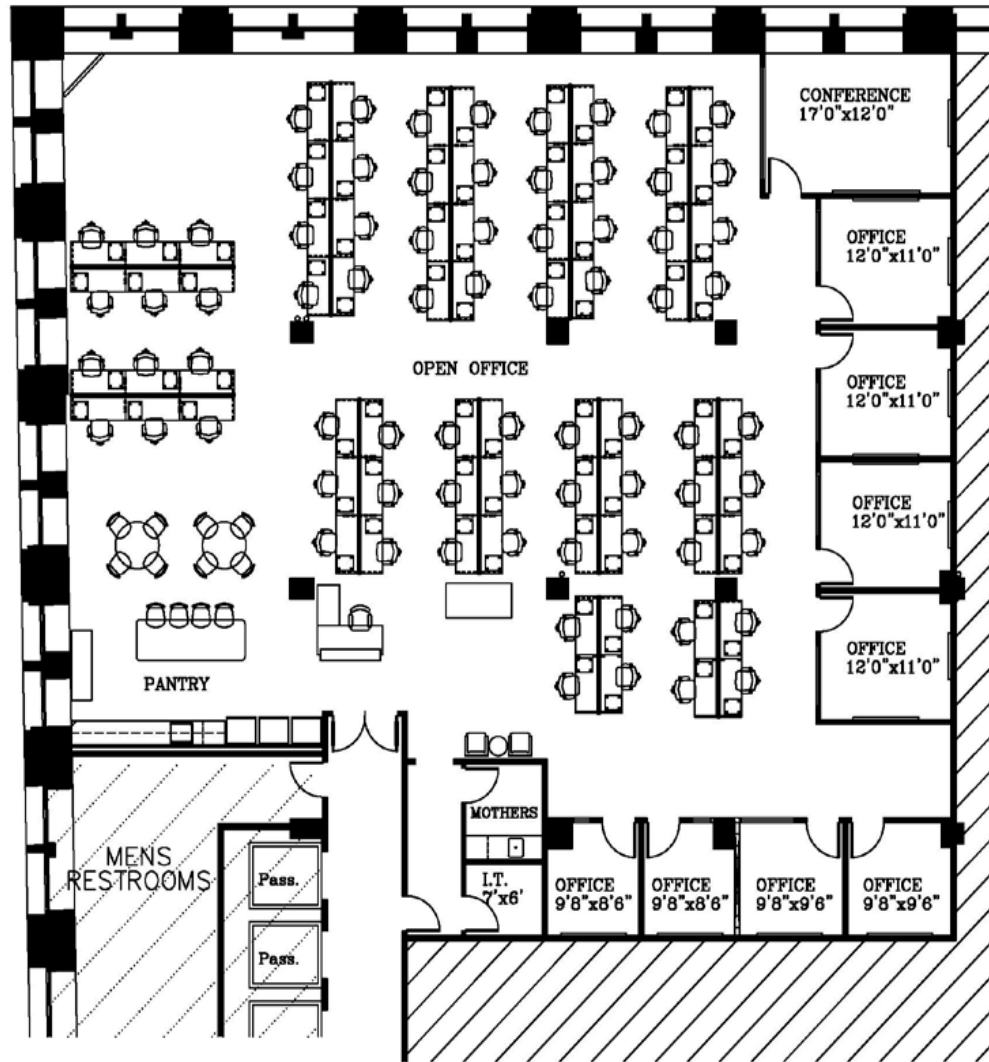 CONFERENCE
17'0"x12'0"
OFFICE
12'0"x11'0"
OFFICE
12'0"x11'0"
OPEN OFFICE
OFFICE
12'0"x11'0"
OFFICE
12'0"x11'0"
PANTRY
MOTHERS
MENS
RESTROOMS
Pass.
I.T.
7'x6'
OFFICE
9'8"x8'6"
OFFICE
9'8"x8'6"
OFFICE
9'8"x9'6"
OFFICE
9'8"x9'6"
Pass.